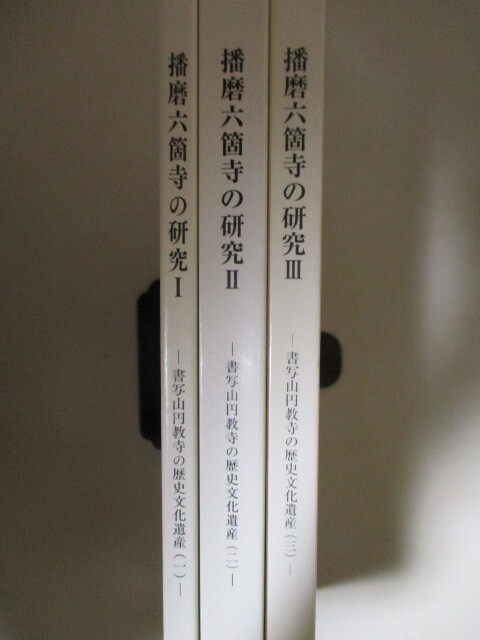 播磨六箇寺の研究Ⅰ
―書写山円教寺の歴史文化遺産(一)―
播磨六箇寺の研究Ⅱ
―書写山円教寺の歴史文化遺産(二)―
播磨六箇寺の研究Ⅲ
―書写山円教寺の歴史文化遺産(三)―